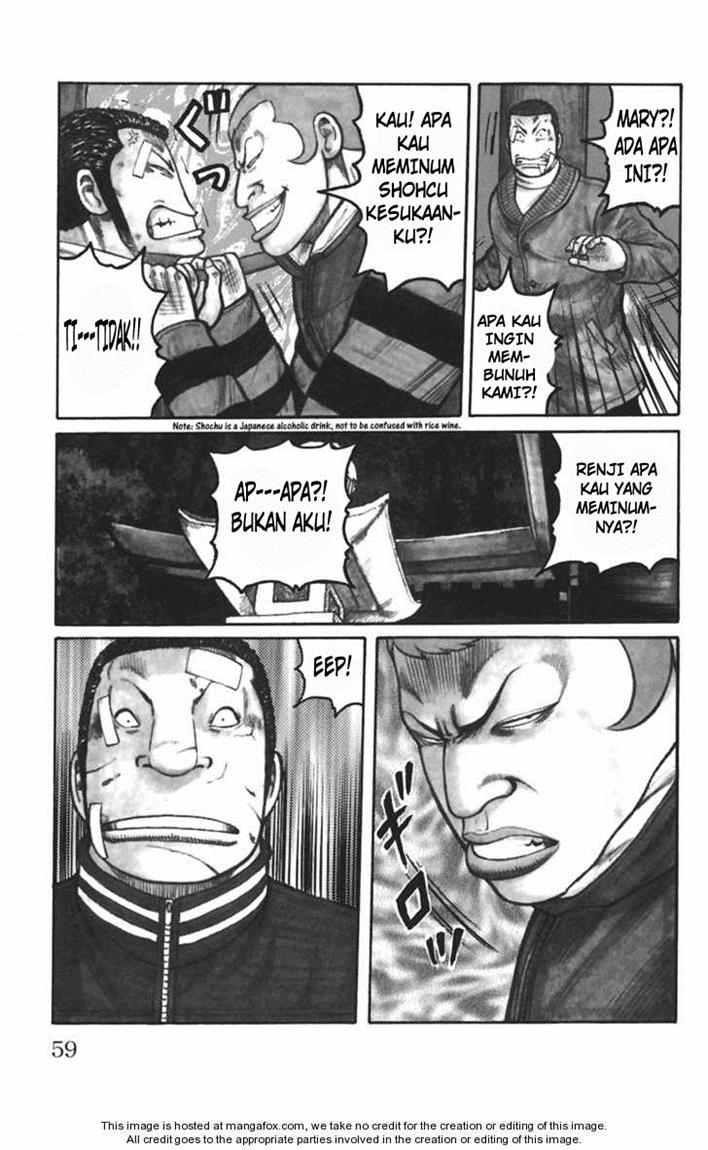 MARY?!
ADA APA
INI?!
APA KAU
INGIN
MEM-
BUNUH
KAMI?!
KAU! APA
KAU
MEMINUM
SHOHCU
KESUKAAN-
KU?!
TI---TIDAK!!
Note: Shochu is a Japanese alcoholic drink, not to be confused with rice wine.
RENJI APA
KAU YANG
MEMINUM-
NYA?!
AP---APA?!
BUKAN AKU!
ギロッ
EEP!
59
This image is hosted at mangafox.com, we take no credit for the creation or editing of this image.
All credit goes to the appropriate parties involved in the creation or editing of this image.